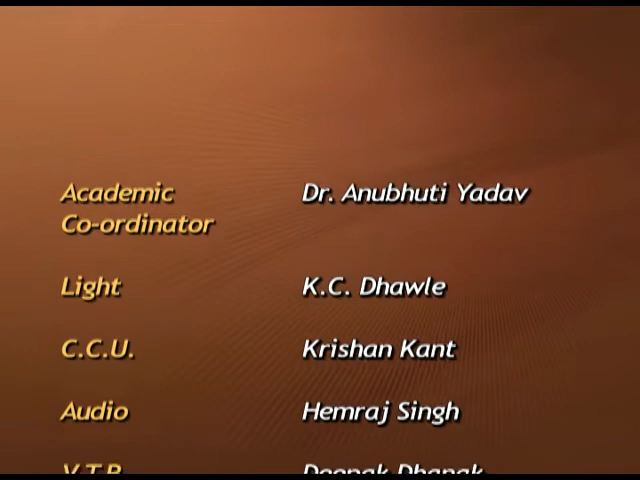 Academic Dr. Anubhuti Yadav
Co-ordinator
Light K.C. Dhawle
C.C.U. Krishan Kant
Audio Hemraj Singh